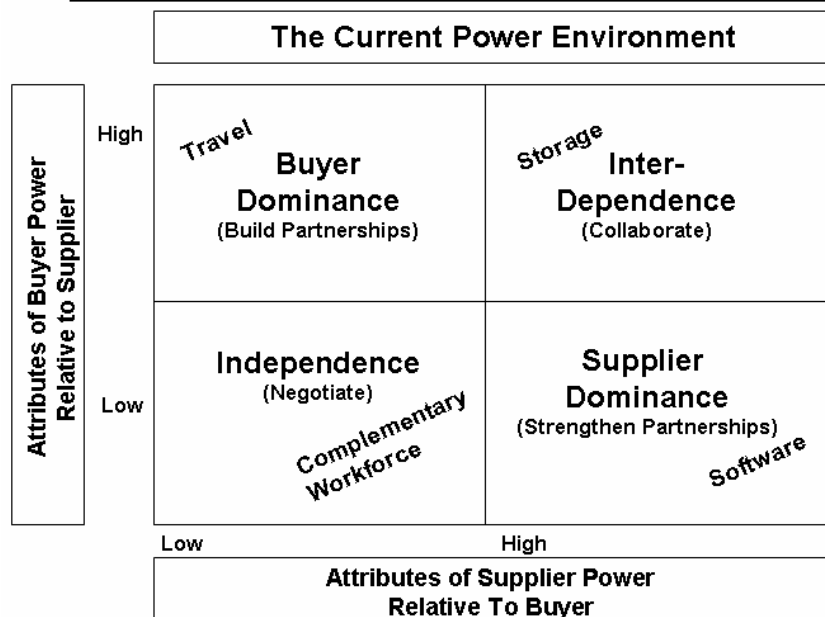 The Current Power Environment
Attributes of Buyer Power
Relative to Supplier
High
Travel
Buyer
Dominance
(Build Partnerships)
Storage
Inter-
Dependence
(Collaborate)
Low
Independence
(Negotiate)
Complementary
Workforce
Supplier
Dominance
(Strengthen Partnerships)
Software
Low
High
Attributes of Supplier Power
Relative To Buyer